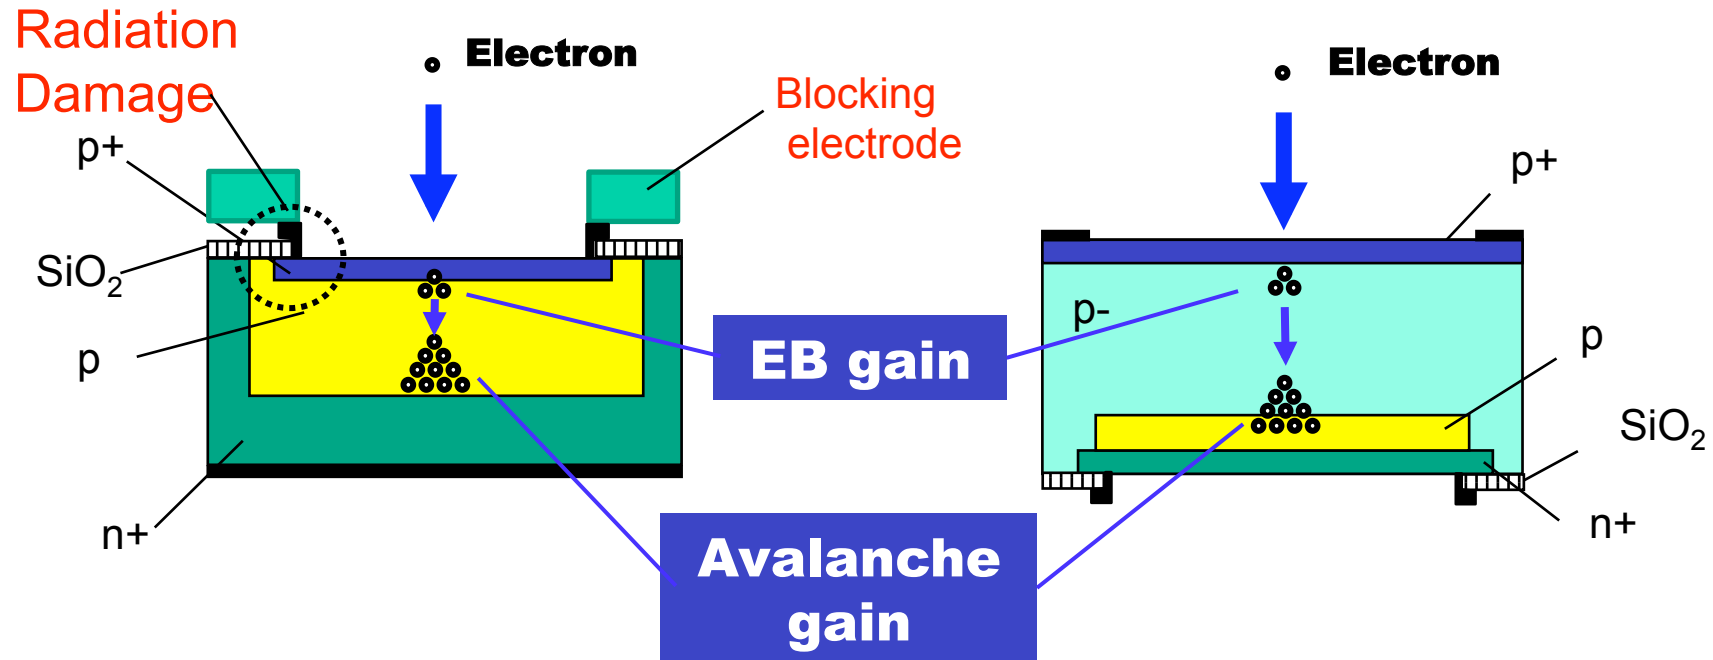 Radiation
Damage
Electron
Blocking
electrode
p+
SiO₂
p
n+
EB gain
Avalanche
gain
Electron
p+
p-
p
SiO₂
n+